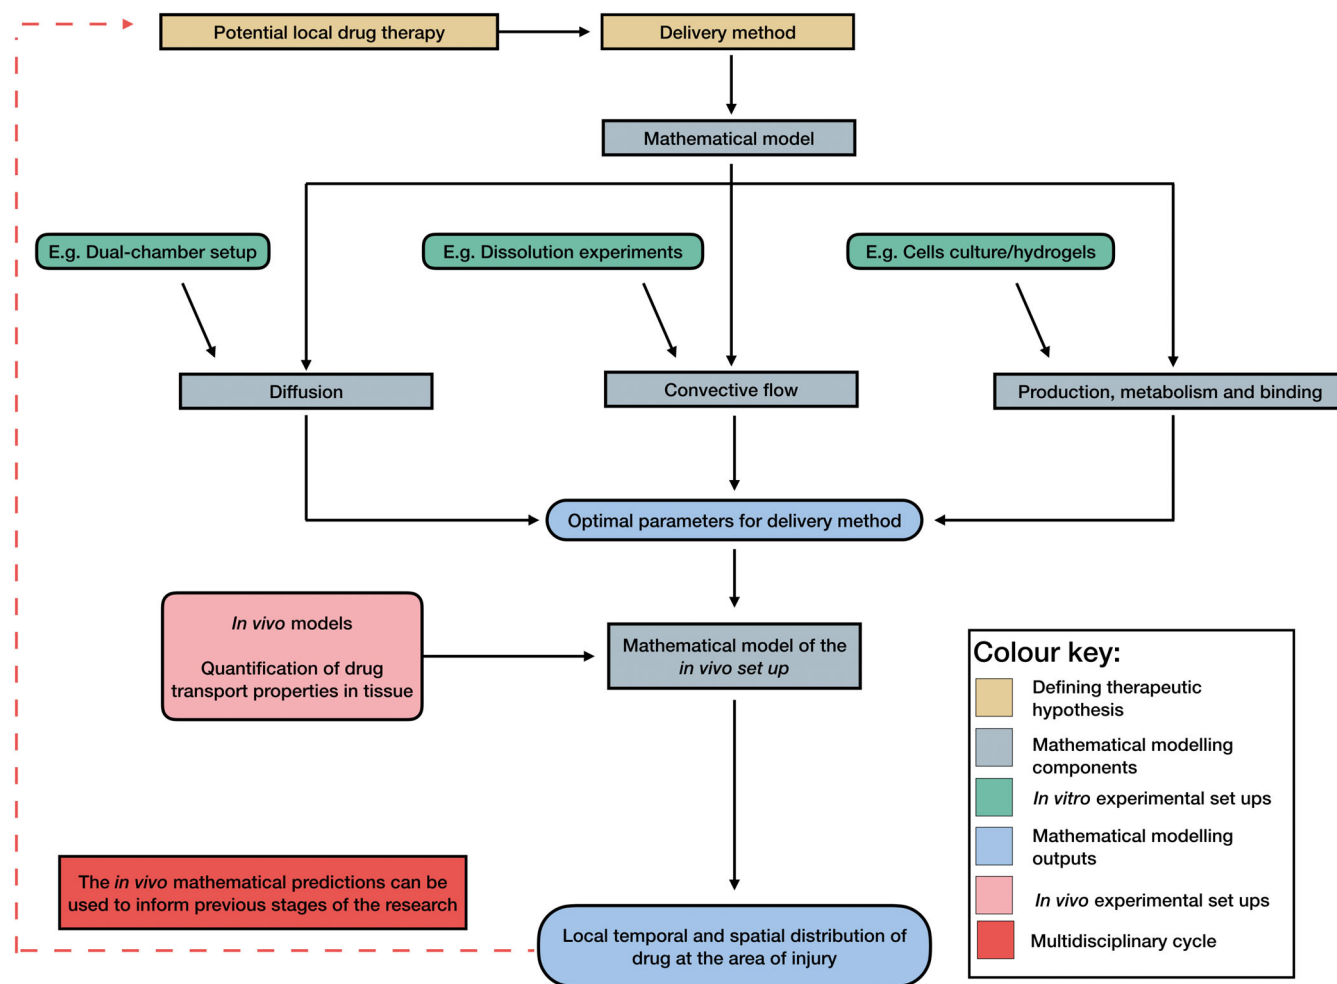 Potential local drug therapy
Delivery method
Mathematical model
E.g. Dual-chamber setup
E.g. Dissolution experiments
E.g. Cells culture/hydrogels
Diffusion
Convective flow
Production, metabolism and binding
Optimal parameters for delivery method
In vivo models
Quantification of drug
transport properties in tissue
Mathematical model of the
in vivo set up
The in vivo mathematical predictions can be
used to inform previous stages of the research
Local temporal and spatial distribution of
drug at the area of injury
Colour key:
Defining therapeutic
hypothesis
Mathematical modelling
components
In vitro experimental set ups
Mathematical modelling
outputs
In vivo experimental set ups
Multidisciplinary cycle